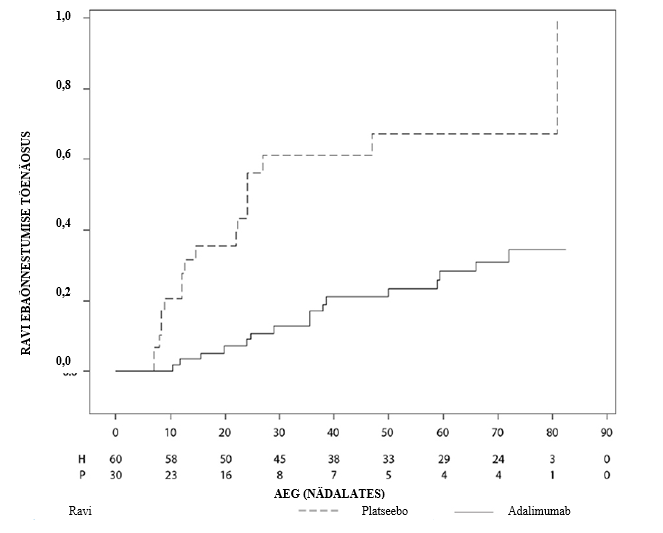 1,0
0,8
0,6
0,4
0,2
0,0
RAVI EBAÕNNESTUMISE TÕENÄOSUS
0 10 20 30 40 50 60 70 80 90
H 60 58 50 45 38 33 29 24 3 0
P 30 23 16 8 7 5 4 4 1 0
AEG (NÄDALATES)
Ravi Platseebo Adalimumab